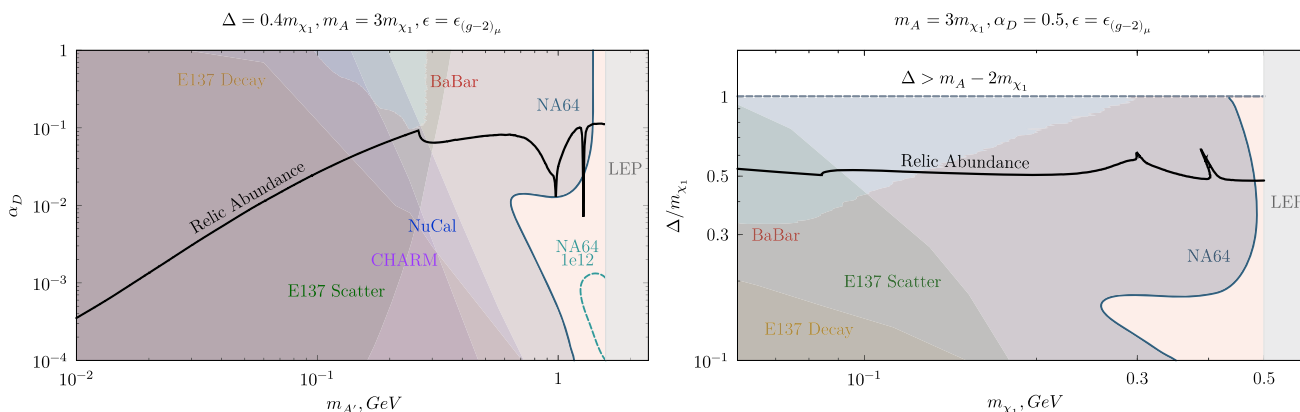 Δ = 0.4m_{χ₁}, m_A = 3m_{χ₁}, ϵ = ϵ_{(g−2)_μ}
1
10⁻¹
10⁻²
10⁻³
10⁻⁴
α_D
E137 Decay
BaBar
NA64
Relic Abundance
LEP
NuCal
CHARM
NA64
1e12
E137 Scatter
10⁻²
10⁻¹
1
m_{A′}, GeV
m_A = 3m_{χ₁}, α_D = 0.5, ϵ = ϵ_{(g−2)_μ}
Δ > m_A − 2m_{χ₁}
1
0.5
0.3
10⁻¹
Δ/m_{χ₁}
Relic Abundance
LEP
BaBar
NA64
E137 Scatter
E137 Decay
10⁻¹
0.3
0.5
m_{χ₁}, GeV